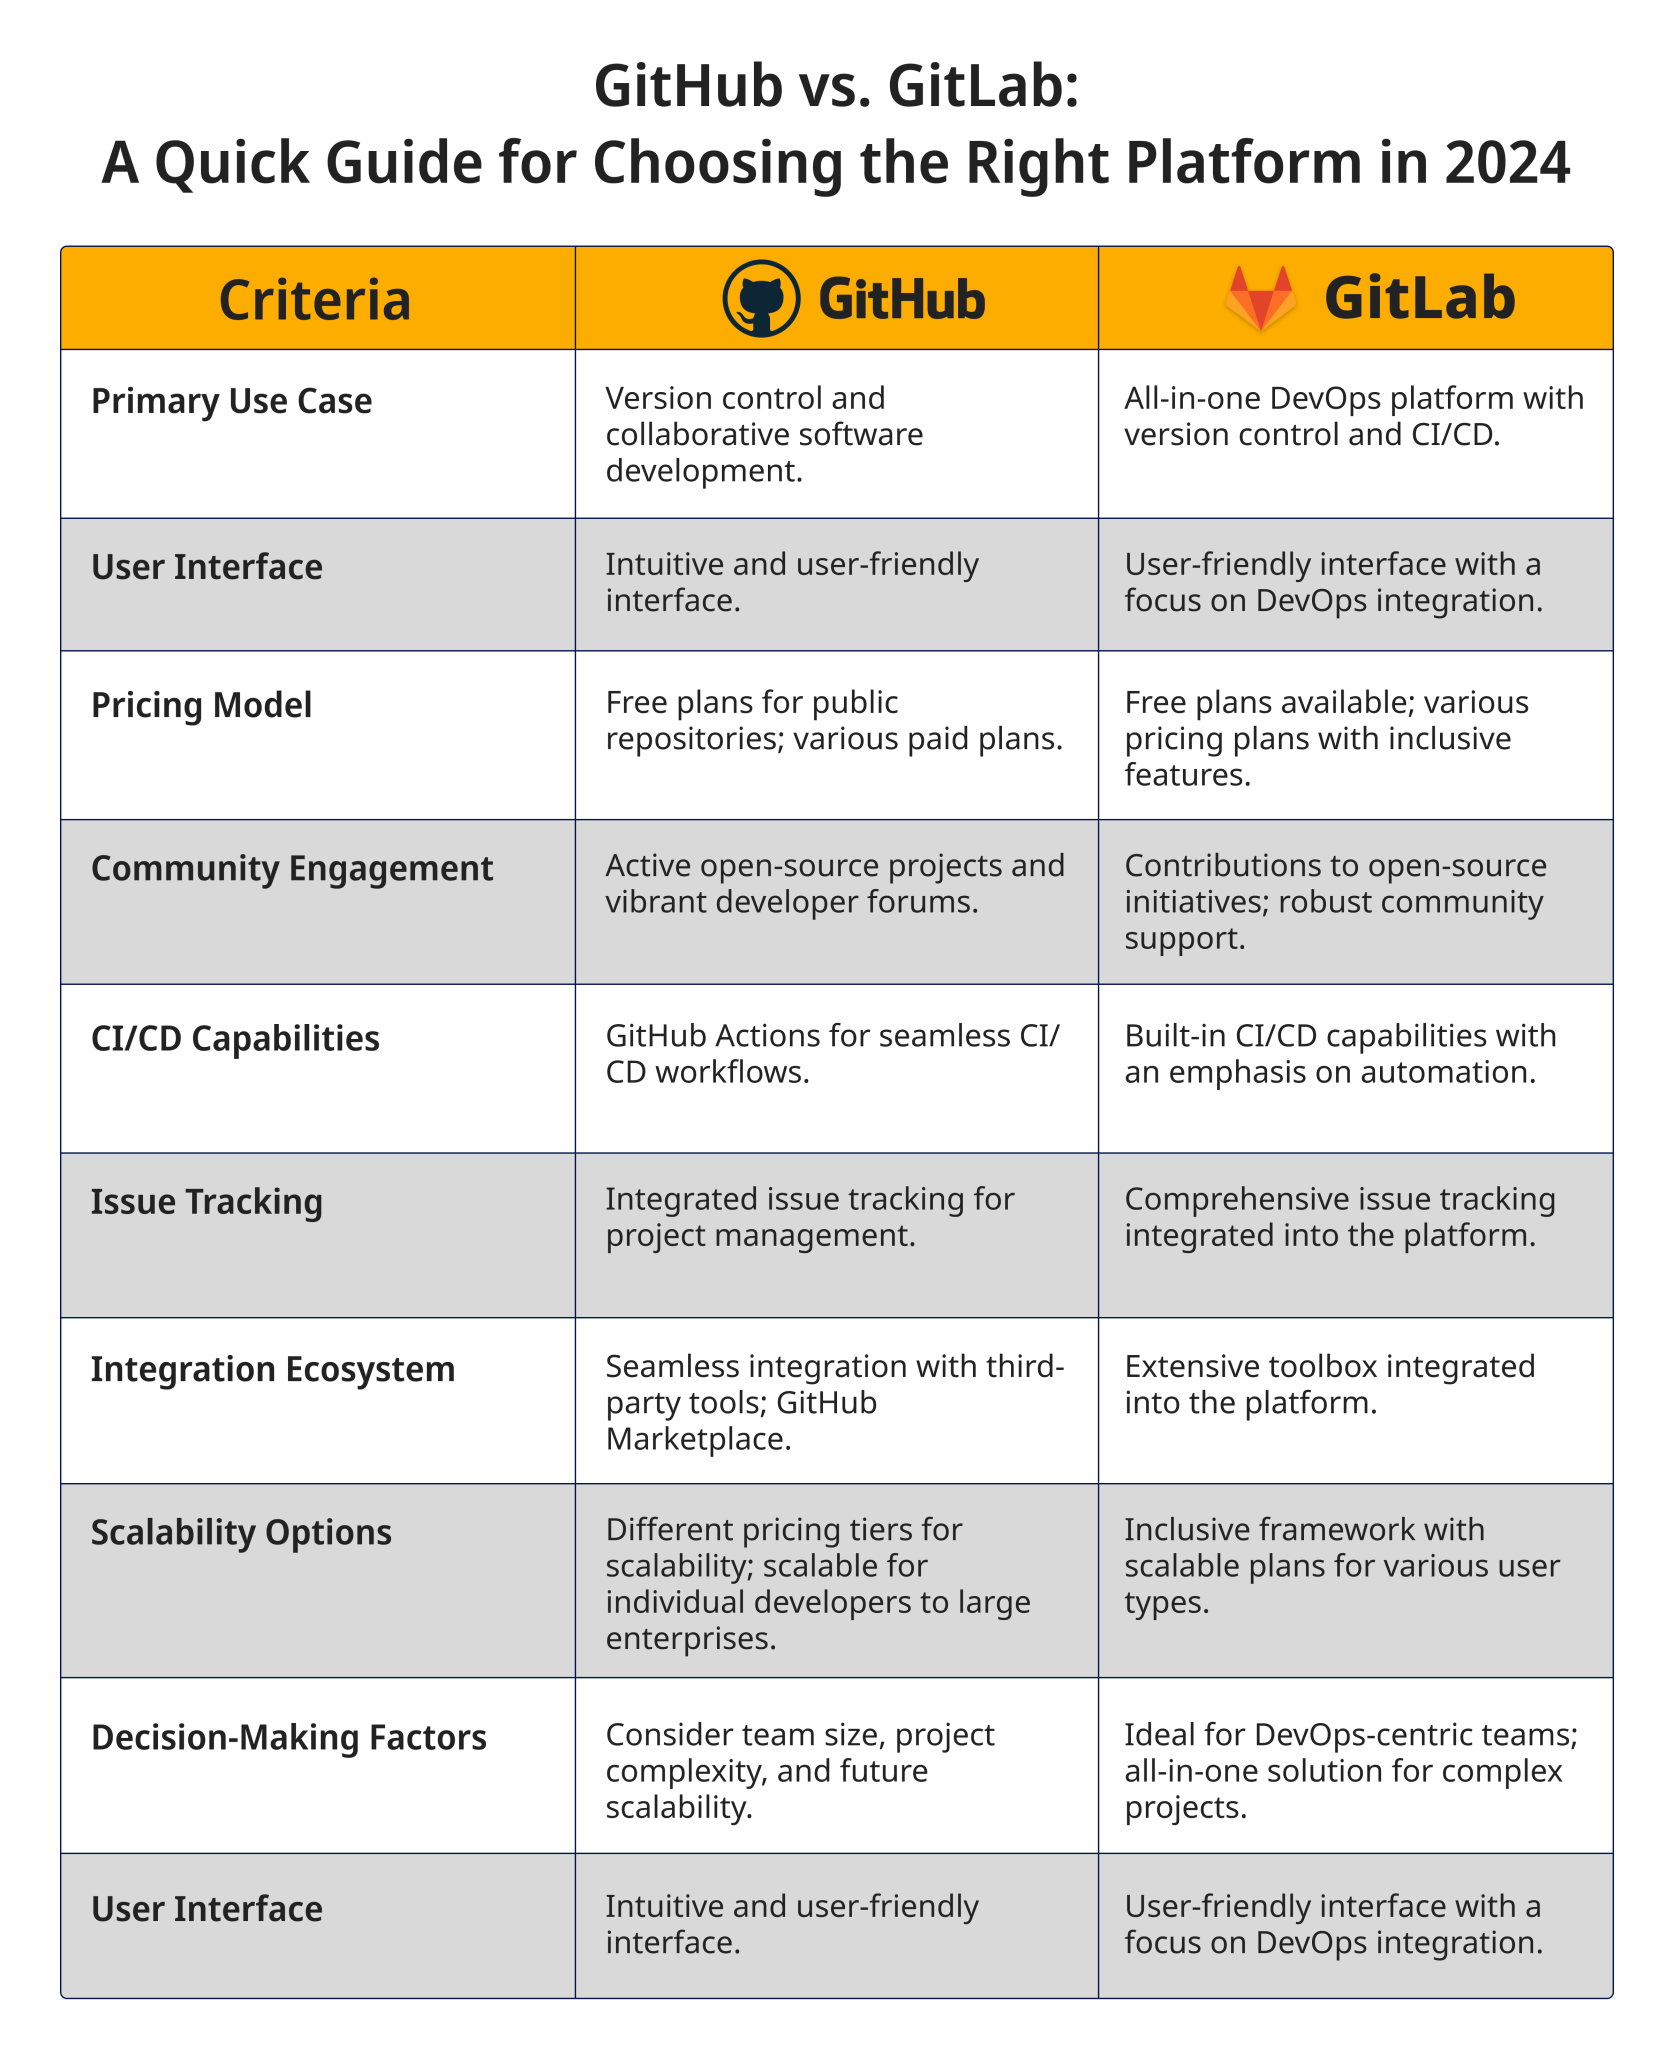 GitHub vs. GitLab:
A Quick Guide for Choosing the Right Platform in 2024
Criteria
GitHub
GitLab
Primary Use Case
Version control and
collaborative software
development.
All-in-one DevOps platform with
version control and CI/CD.
User Interface
Intuitive and user-friendly
interface.
User-friendly interface with a
focus on DevOps integration.
Pricing Model
Free plans for public
repositories; various paid plans.
Free plans available; various
pricing plans with inclusive
features.
Community Engagement
Active open-source projects and
vibrant developer forums.
Contributions to open-source
initiatives; robust community
support.
CI/CD Capabilities
GitHub Actions for seamless CI/
CD workflows.
Built-in CI/CD capabilities with
an emphasis on automation.
Issue Tracking
Integrated issue tracking for
project management.
Comprehensive issue tracking
integrated into the platform.
Integration Ecosystem
Seamless integration with third-
party tools; GitHub
Marketplace.
Extensive toolbox integrated
into the platform.
Scalability Options
Different pricing tiers for
scalability; scalable for
individual developers to large
enterprises.
Inclusive framework with
scalable plans for various user
types.
Decision-Making Factors
Consider team size, project
complexity, and future
scalability.
Ideal for DevOps-centric teams;
all-in-one solution for complex
projects.
User Interface
Intuitive and user-friendly
interface.
User-friendly interface with a
focus on DevOps integration.